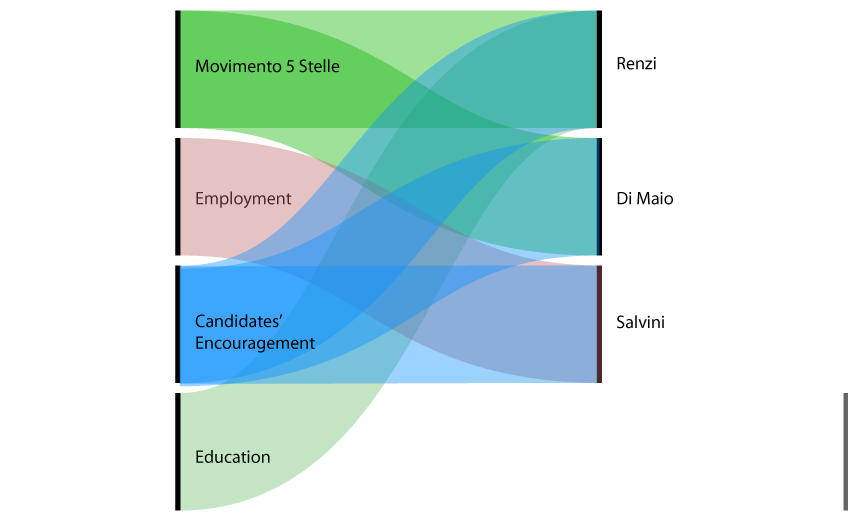 Movimento 5 Stelle
Renzi
Employment
Di Maio
Candidates’
Encouragement
Salvini
Education